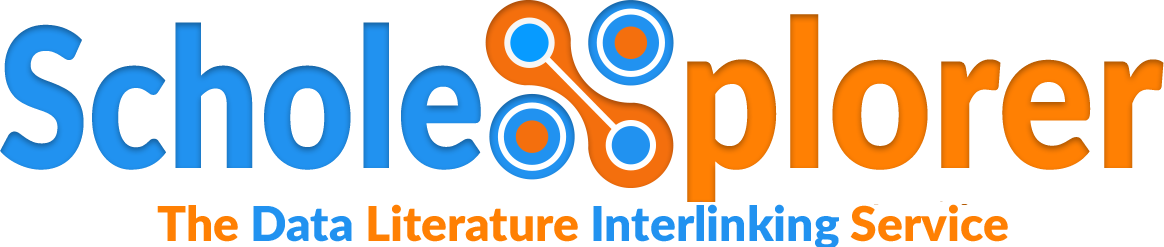 ScholeXplorer
The Data Literature Interlinking Service